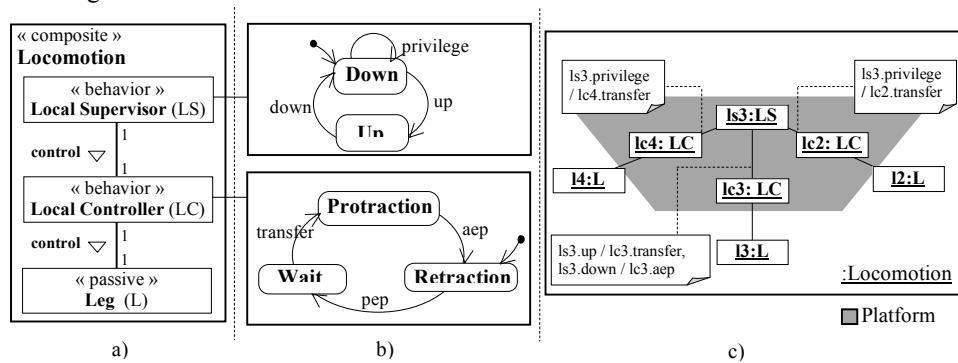 « composite »
Locomotion
« behavior »
Local Supervisor (LS)
1
control
1
« behavior »
Local Controller (LC)
1
control
1
« passive »
Leg (L)
a)
privilege
Down
down
up
Up
Protraction
transfer
aep
Wait
Retraction
pep
b)
ls3.privilege
/ lc4.transfer
ls3.privilege
/ lc2.transfer
ls3:LS
lc4: LC
lc2: LC
l4:L
l2:L
lc3: LC
ls3.up / lc3.transfer,
ls3.down / lc3.aep
l3:L
:Locomotion
Platform
c)